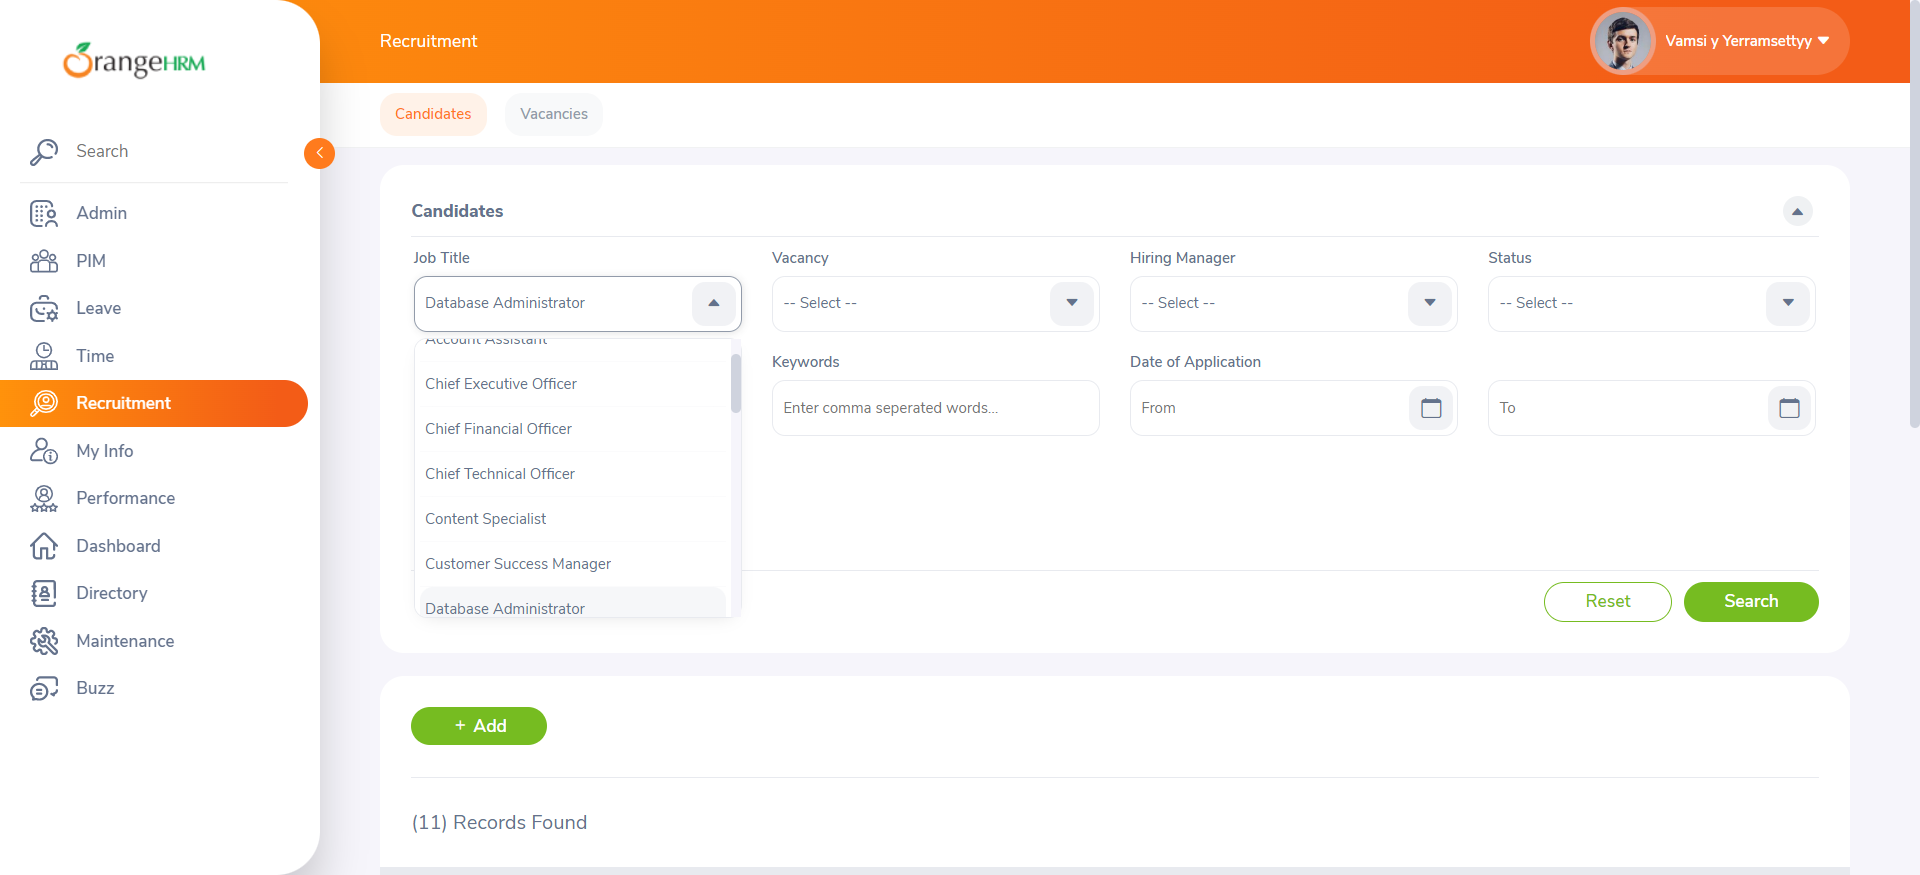 OrangeHRM
Recruitment
Vamsi y Yerramsettyy
Candidates
Vacancies
Search
Admin
PIM
Leave
Time
Recruitment
My Info
Performance
Dashboard
Directory
Maintenance
Buzz
Candidates
Job Title
Vacancy
Hiring Manager
Status
Database Administrator
-- Select --
-- Select --
-- Select --
Account Assistant
Chief Executive Officer
Chief Financial Officer
Chief Technical Officer
Content Specialist
Customer Success Manager
Database Administrator
Keywords
Date of Application
Enter comma seperated words...
From
To
Reset
Search
+ Add
(11) Records Found